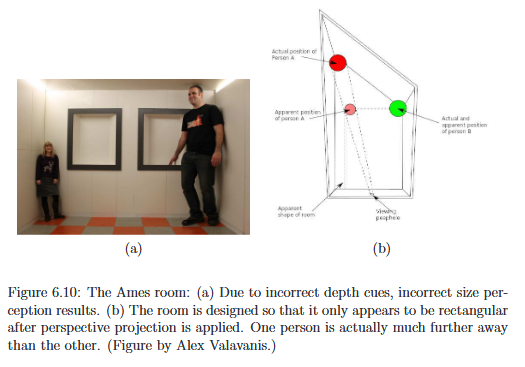 Actual position of
Person A
Apparent position
of person A
Actual and
apparent position
of person B
Apparent
shape of room
Viewing
peephole
(a)
(b)
Figure 6.10: The Ames room: (a) Due to incorrect depth cues, incorrect size per-
ception results. (b) The room is designed so that it only appears to be rectangular
after perspective projection is applied. One person is actually much further away
than the other. (Figure by Alex Valavanis.)